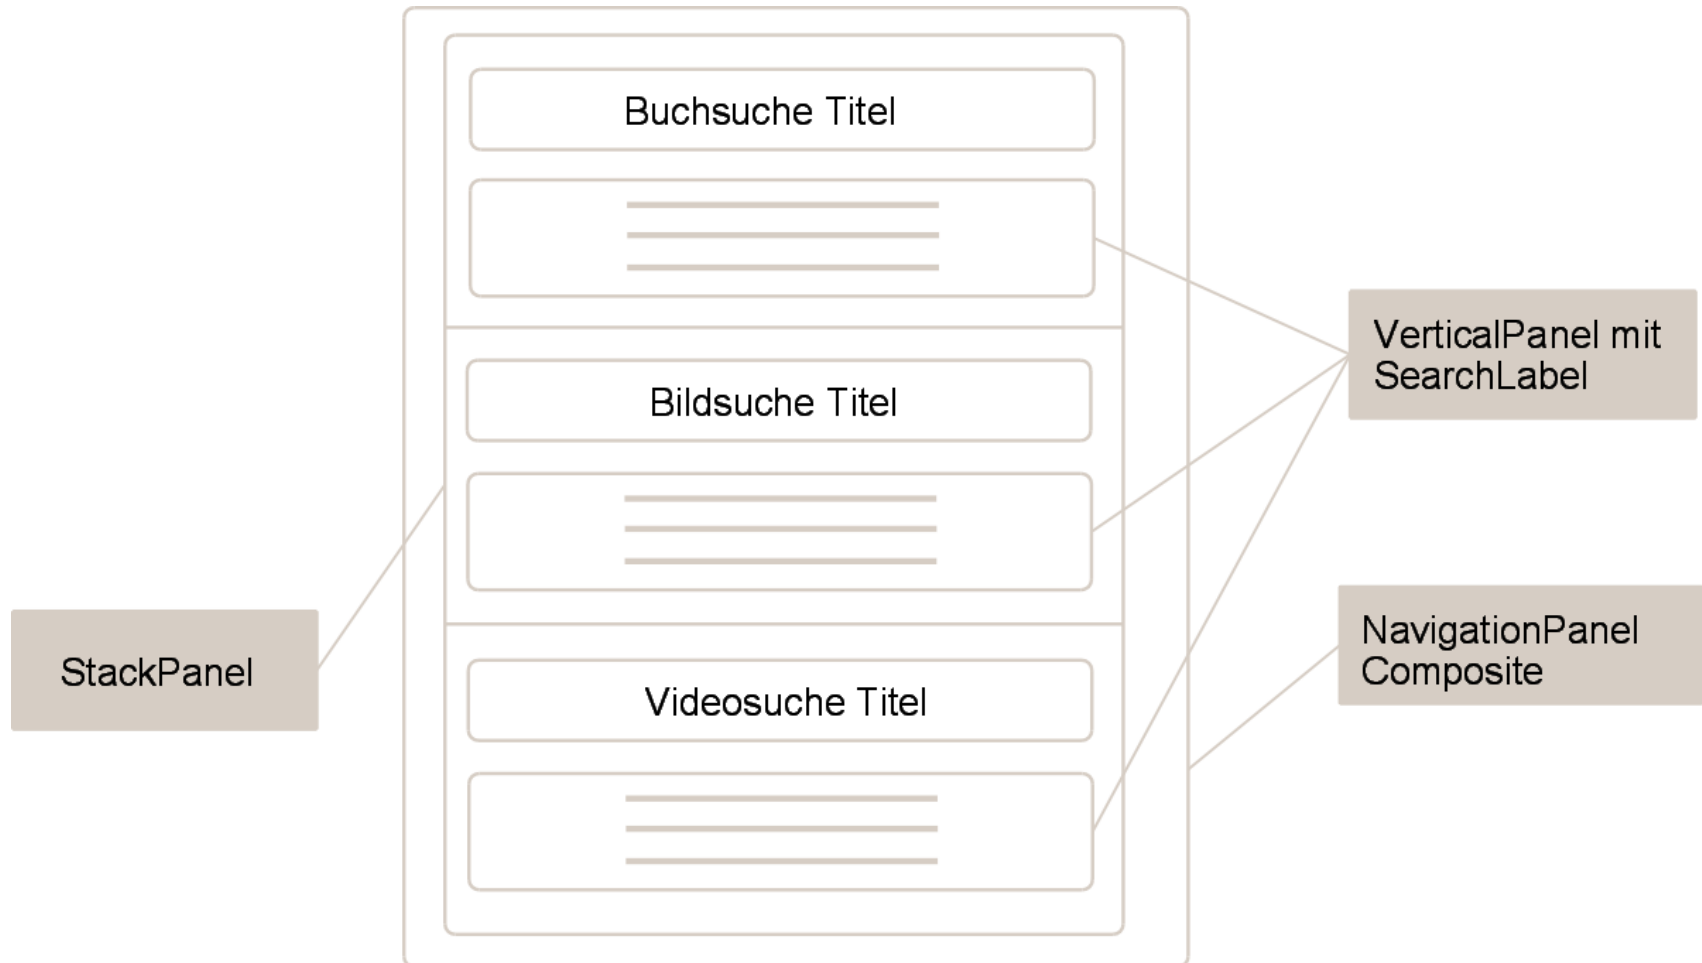 Buchsuche Titel
VerticalPanel mit
SearchLabel
Bildsuche Titel
StackPanel
NavigationPanel
Composite
Videosuche Titel